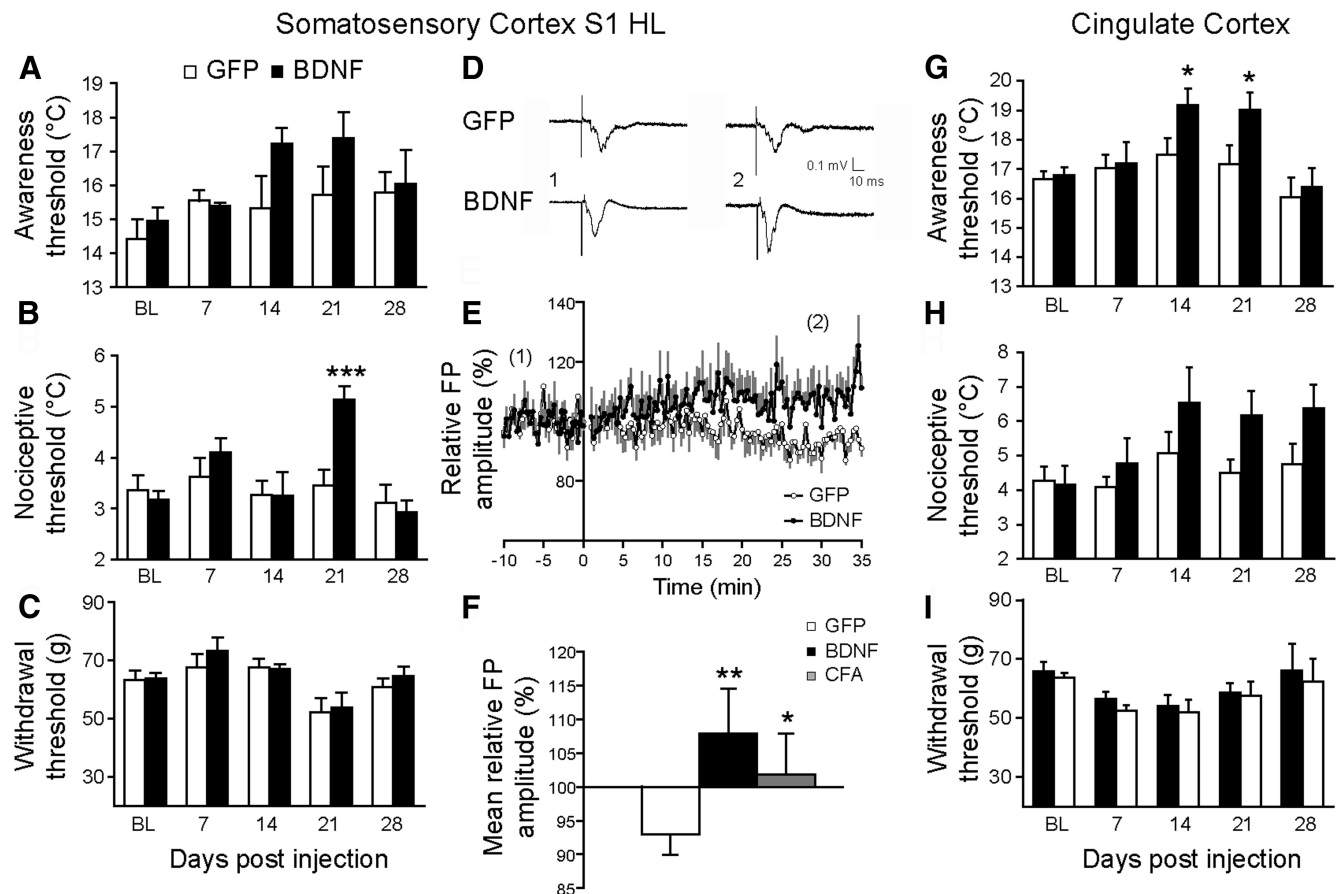 Somatosensory Cortex S1 HL
Cingulate Cortex
A
GFP BDNF
Awareness
threshold (°C)
19
18
17
16
15
14
13
BL 7 14 21 28
B
Nociceptive
threshold (°C)
6
5
4
3
2
***
BL 7 14 21 28
C
Withdrawal
threshold (g)
90
70
50
30
BL 7 14 21 28
Days post injection
D
GFP
BDNF
1
2
0.1 mV
10 ms
E
Relative FP
amplitude (%)
140
120
80
(1)
(2)
GFP
BDNF
-10 -5 0 5 10 15 20 25 30 35
Time (min)
F
GFP
BDNF
CFA
Mean relative FP
amplitude (%)
120
115
110
105
100
95
90
85
**
*
G
Awareness
threshold (°C)
20
19
18
17
16
15
14
13
* *
BL 7 14 21 28
H
Nociceptive
threshold (°C)
8
7
6
5
4
3
2
BL 7 14 21 28
I
Withdrawal
threshold (g)
90
70
50
30
BL 7 14 21 28
Days post injection